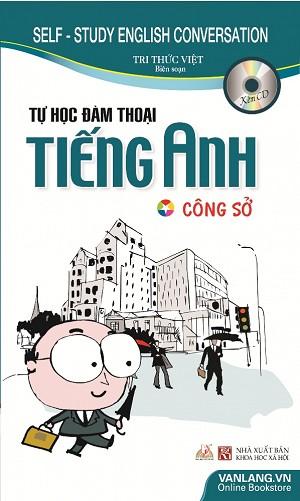 SELF - STUDY ENGLISH CONVERSATION
TRI THỨC VIỆT
Biên soạn
Kèm CD
TỰ HỌC ĐÀM THOẠI
TIẾNG ANH
CÔNG SỞ
NHÀ XUẤT BẢN
KHOA HỌC XÃ HỘI
VANLANG.VN
Online Bookstore